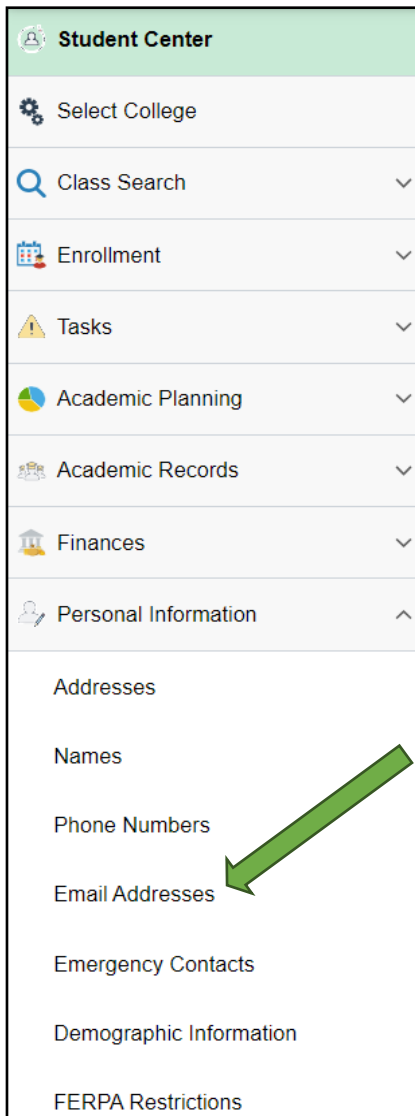 Student Center
Select College
Class Search
Enrollment
Tasks
Academic Planning
Academic Records
Finances
Personal Information
Addresses
Names
Phone Numbers
Email Addresses
Emergency Contacts
Demographic Information
FERPA Restrictions